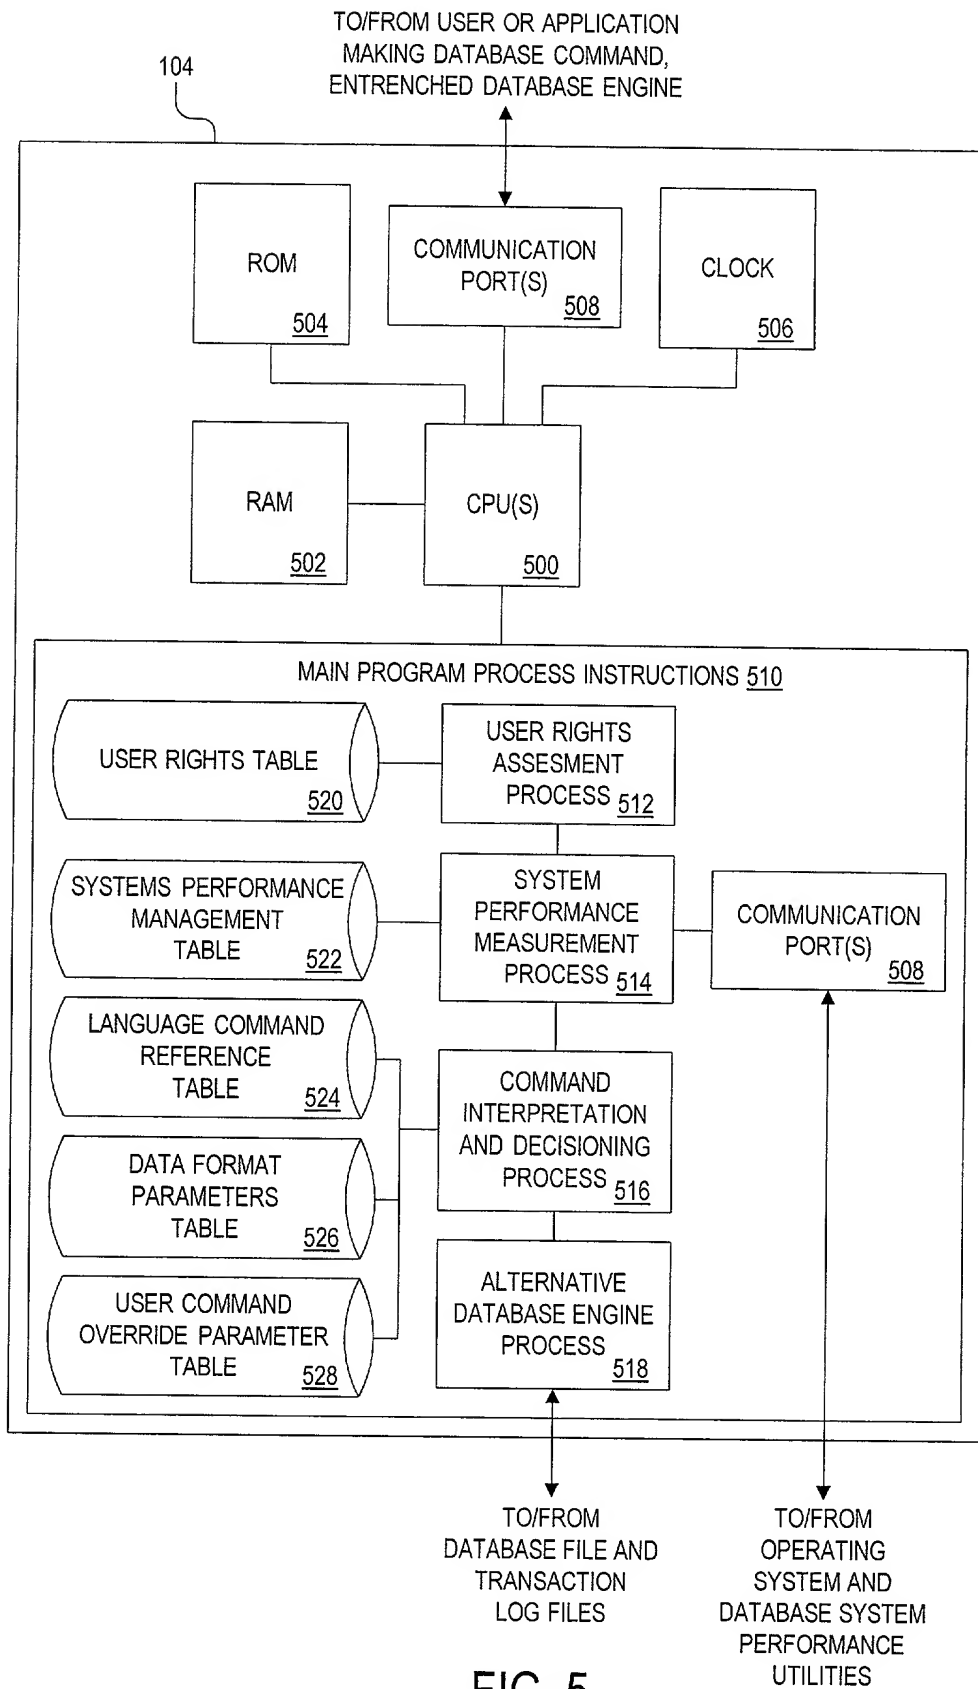 TO/FROM USER OR APPLICATION
MAKING DATABASE COMMAND,
ENTRENCHED DATABASE ENGINE
104
ROM
504
COMMUNICATION
PORT(S)
508
CLOCK
506
RAM
502
CPU(S)
500
MAIN PROGRAM PROCESS INSTRUCTIONS 510
USER RIGHTS TABLE
520
USER RIGHTS
ASSESMENT
PROCESS 512
SYSTEMS PERFORMANCE
MANAGEMENT
TABLE 522
SYSTEM
PERFORMANCE
MEASUREMENT
PROCESS 514
COMMUNICATION
PORT(S)
508
LANGUAGE COMMAND
REFERENCE
TABLE 524
COMMAND
INTERPRETATION
AND DECISIONING
PROCESS 516
DATA FORMAT
PARAMETERS
TABLE 526
USER COMMAND
OVERRIDE PARAMETER
TABLE 528
ALTERNATIVE
DATABASE ENGINE
PROCESS 518
TO/FROM
DATABASE FILE AND
TRANSACTION
LOG FILES
TO/FROM
OPERATING
SYSTEM AND
DATABASE SYSTEM
PERFORMANCE
UTILITIES
FIG. 5